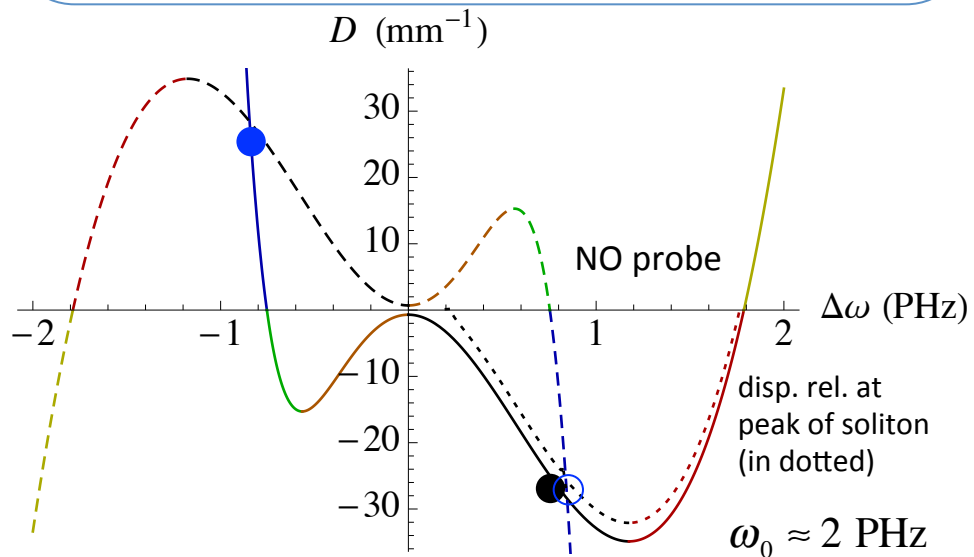 D (mm⁻¹)
30
20
10
NO probe
−2
−1
1
2
Δω (PHz)
−10
−20
−30
disp. rel. at
peak of soliton
(in dotted)
ω₀ ≈ 2 PHz